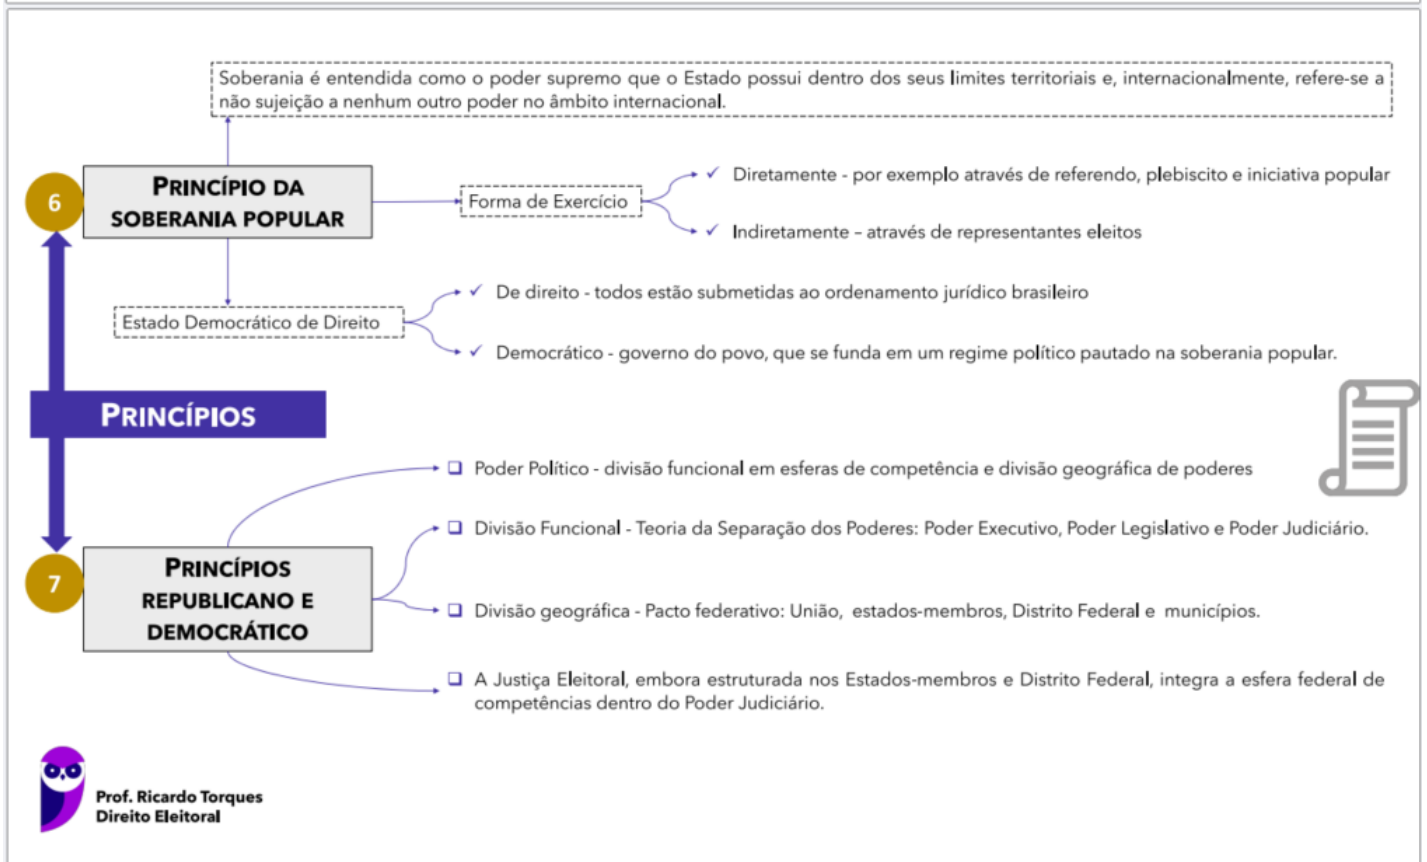 Soberania é entendida como o poder supremo que o Estado possui dentro dos seus limites territoriais e, internacionalmente, refere-se a
não sujeição a nenhum outro poder no âmbito internacional.
6
PRINCÍPIO DA
SOBERANIA POPULAR
Forma de Exercício
Diretamente - por exemplo através de referendo, plebiscito e iniciativa popular
Indiretamente – através de representantes eleitos
Estado Democrático de Direito
De direito - todos estão submetidas ao ordenamento jurídico brasileiro
Democrático - governo do povo, que se funda em um regime político pautado na soberania popular.
PRINCÍPIOS
7
PRINCÍPIOS
REPUBLICANO E
DEMOCRÁTICO
Poder Político - divisão funcional em esferas de competência e divisão geográfica de poderes
Divisão Funcional - Teoria da Separação dos Poderes: Poder Executivo, Poder Legislativo e Poder Judiciário.
Divisão geográfica - Pacto federativo: União, estados-membros, Distrito Federal e municípios.
A Justiça Eleitoral, embora estruturada nos Estados-membros e Distrito Federal, integra a esfera federal de
competências dentro do Poder Judiciário.
Prof. Ricardo Torques
Direito Eleitoral